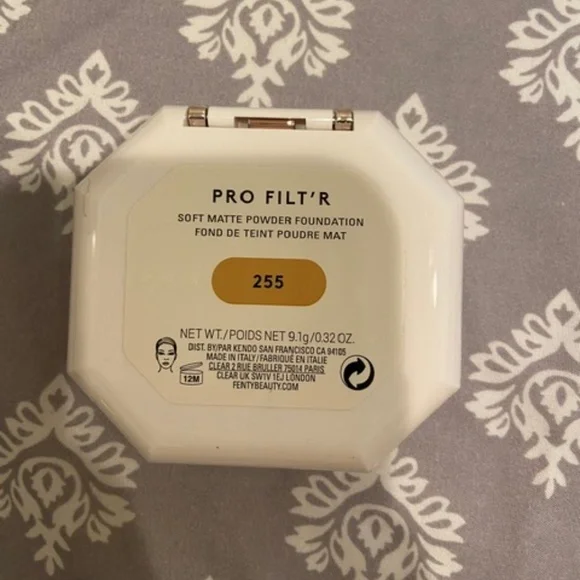 PRO FILT'R
SOFT MATTE POWDER FOUNDATION
FOND DE TEINT POUDRE MAT
255
NET WT./POIDS NET 9.1g/0.32 OZ.
DIST. BY/PAR KENDO SAN FRANCISCO CA 94105
MADE IN ITALY/FABRIQUÉ EN ITALIE
CLEAR 2 RUE BRULLER 75014 PARIS
CLEAR UK SW1V 1EJ LONDON
FENTYBEAUTY.COM
12M